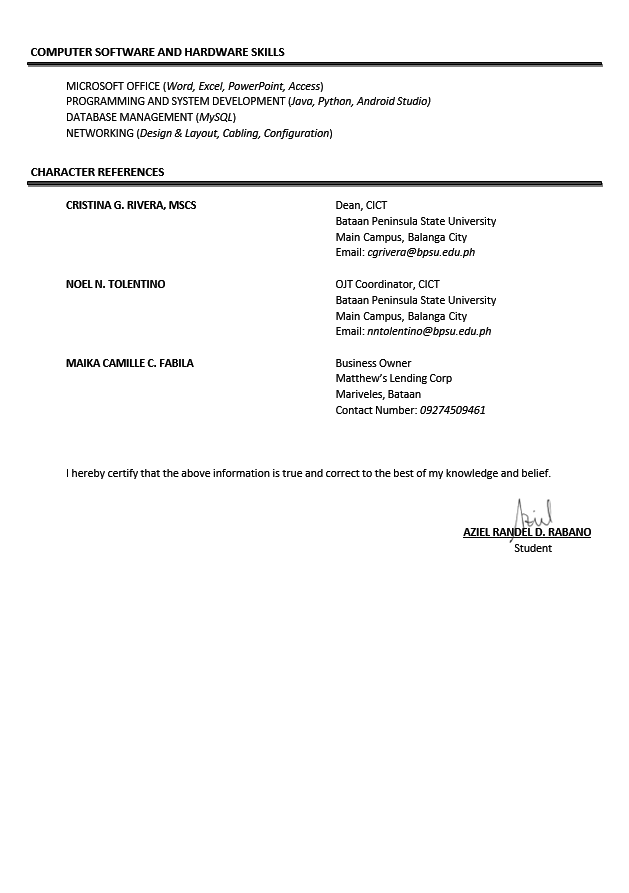 COMPUTER SOFTWARE AND HARDWARE SKILLS
MICROSOFT OFFICE (Word, Excel, PowerPoint, Access)
PROGRAMMING AND SYSTEM DEVELOPMENT (Java, Python, Android Studio)
DATABASE MANAGEMENT (MySQL)
NETWORKING (Design & Layout, Cabling, Configuration)
CHARACTER REFERENCES
CRISTINA G. RIVERA, MSCS
Dean, CICT
Bataan Peninsula State University
Main Campus, Balanga City
Email: cgrivera@bpsu.edu.ph
NOEL N. TOLENTINO
OJT Coordinator, CICT
Bataan Peninsula State University
Main Campus, Balanga City
Email: nntolentino@bpsu.edu.ph
MAIKA CAMILLE C. FABILA
Business Owner
Matthew's Lending Corp
Mariveles, Bataan
Contact Number: 09274509461
I hereby certify that the above information is true and correct to the best of my knowledge and belief.
Aziel
AZIEL RANDEL D. RABANO
Student